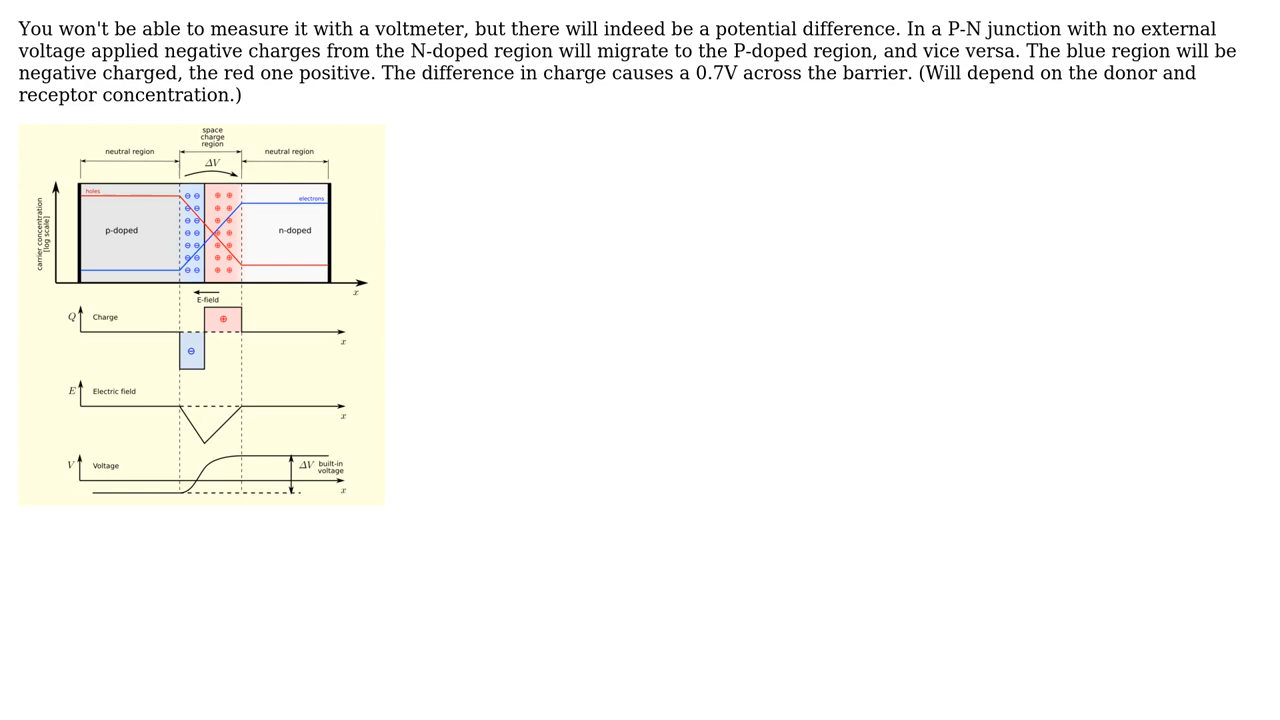 You won't be able to measure it with a voltmeter, but there will indeed be a potential difference. In a P-N junction with no external
voltage applied negative charges from the N-doped region will migrate to the P-doped region, and vice versa. The blue region will be
negative charged, the red one positive. The difference in charge causes a 0.7V across the barrier. (Will depend on the donor and
receptor concentration.)
space
charge
region
neutral region
neutral region
ΔV
holes
electrons
carrier concentration
[log scale]
p-doped
n-doped
⊖ ⊖ ⊕ ⊕
⊖ ⊖ ⊕ ⊕
⊖ ⊖ ⊕ ⊕
⊖ ⊖ ⊕ ⊕
⊖ ⊖ ⊕ ⊕
⊖ ⊖ ⊕ ⊕
⊖ ⊖ ⊕ ⊕
x
E-field
Q Charge
⊕
x
⊖
E Electric field
x
V Voltage
ΔV built-in
voltage
x